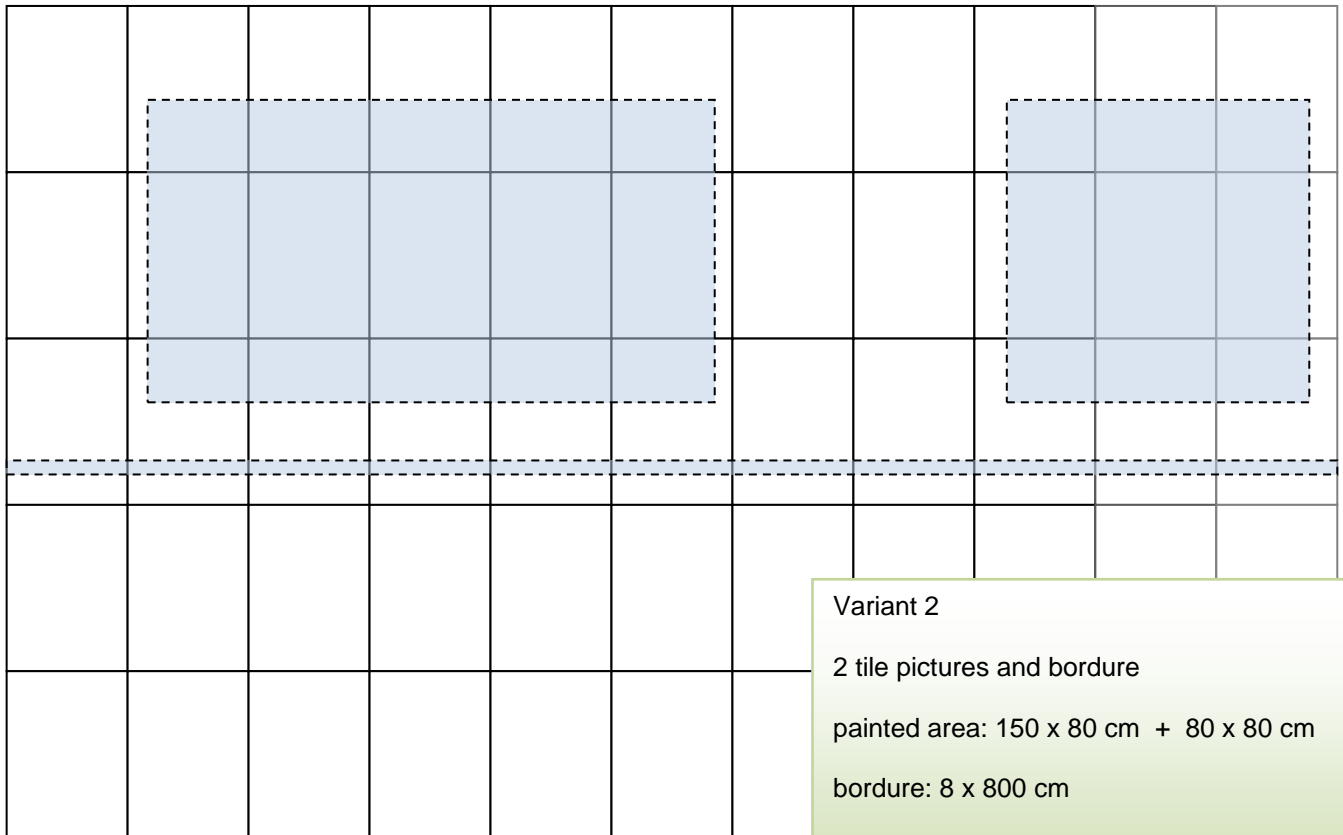 Variant 2
2 tile pictures and bordure
painted area: 150 x 80 cm  +  80 x 80 cm
bordure: 8 x 800 cm